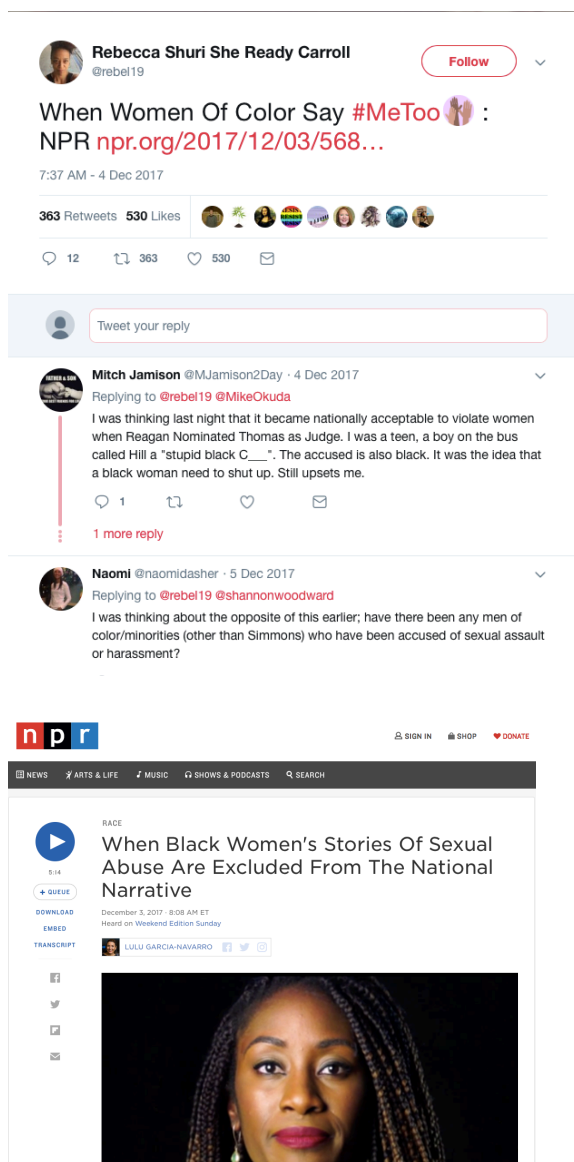 Rebecca Shuri She Ready Carroll
@rebel19
Follow
When Women Of Color Say #MeToo :
NPR npr.org/2017/12/03/568...
7:37 AM - 4 Dec 2017
363 Retweets 530 Likes
12 363 530
Tweet your reply
Mitch Jamison @MJamison2Day · 4 Dec 2017
Replying to @rebel19 @MikeOkuda
I was thinking last night that it became nationally acceptable to violate women
when Reagan Nominated Thomas as Judge. I was a teen, a boy on the bus
called Hill a "stupid black C___". The accused is also black. It was the idea that
a black woman need to shut up. Still upsets me.
1
1 more reply
Naomi @naomidasher · 5 Dec 2017
Replying to @rebel19 @shannonwoodward
I was thinking about the opposite of this earlier; have there been any men of
color/minorities (other than Simmons) who have been accused of sexual assault
or harassment?
npr
SIGN IN SHOP DONATE
NEWS ARTS & LIFE MUSIC SHOWS & PODCASTS SEARCH
RACE
When Black Women's Stories Of Sexual
Abuse Are Excluded From The National
Narrative
5:14
+ QUEUE
DOWNLOAD
EMBED
TRANSCRIPT
December 3, 2017 · 8:08 AM ET
Heard on Weekend Edition Sunday
LULU GARCIA-NAVARRO